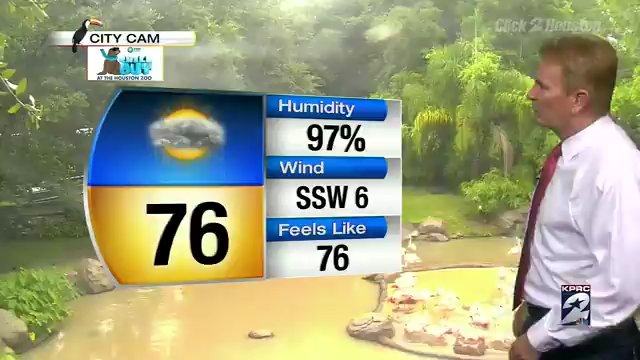 Click 2 Houston
CITY CAM
AT THE HOUSTON ZOO
Humidity
97%
Wind
SSW 6
76
Feels Like
76
KPRC
2